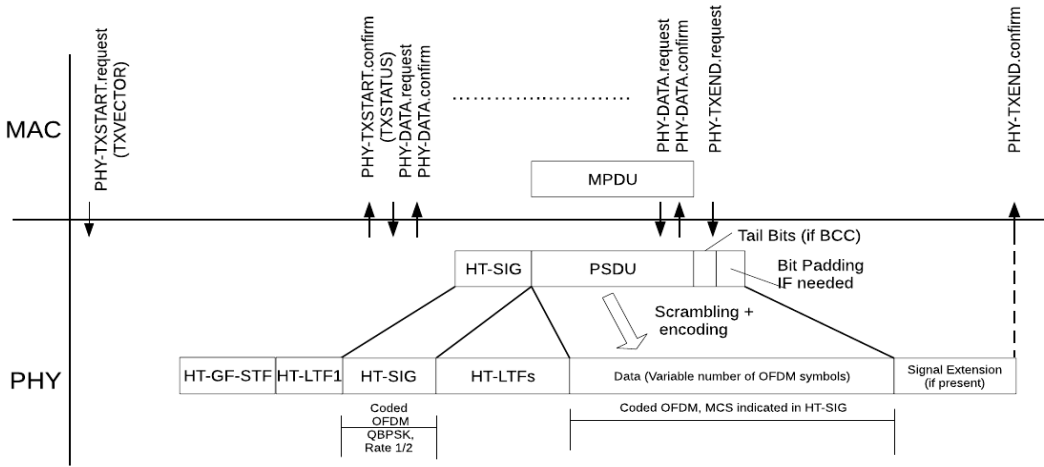 PHY-TXSTART.request
(TXVECTOR)
PHY-TXSTART.confirm
(TXSTATUS)
PHY-DATA.request
PHY-DATA.confirm
PHY-DATA.request
PHY-DATA.confirm
PHY-TXEND.request
PHY-TXEND.confirm
MAC
MPDU
Tail Bits (if BCC)
HT-SIG
PSDU
Bit Padding
IF needed
Scrambling +
encoding
PHY
HT-GF-STF
HT-LTF1
HT-SIG
HT-LTFs
Data (Variable number of OFDM symbols)
Signal Extension
(if present)
Coded
OFDM
QBPSK,
Rate 1/2
Coded OFDM, MCS indicated in HT-SIG